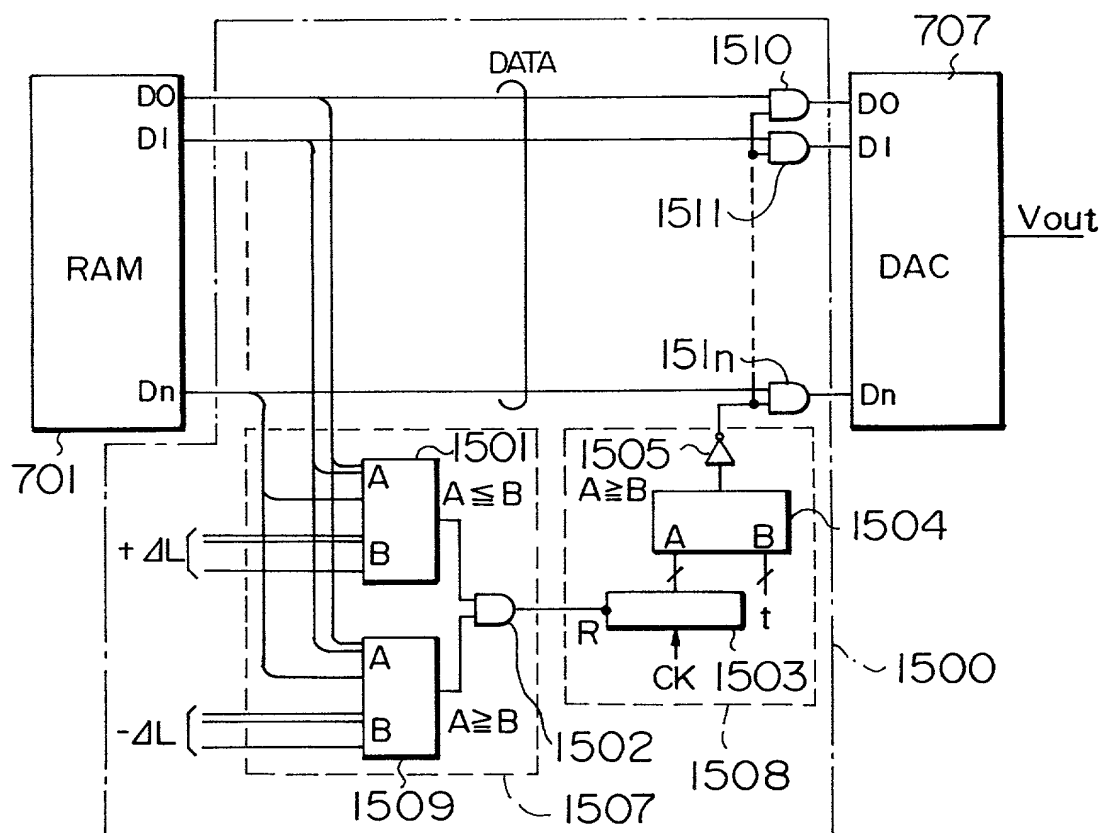 1510
707
DATA
D0
D0
D1
D1
1511
Vout
RAM
DAC
151n
Dn
Dn
701
1501
1505
A
A≦B
A≧B
1504
+ΔL
B
A
B
R
t
A
CK
1503
1500
-ΔL
B
A≧B
1502
1508
1509
1507